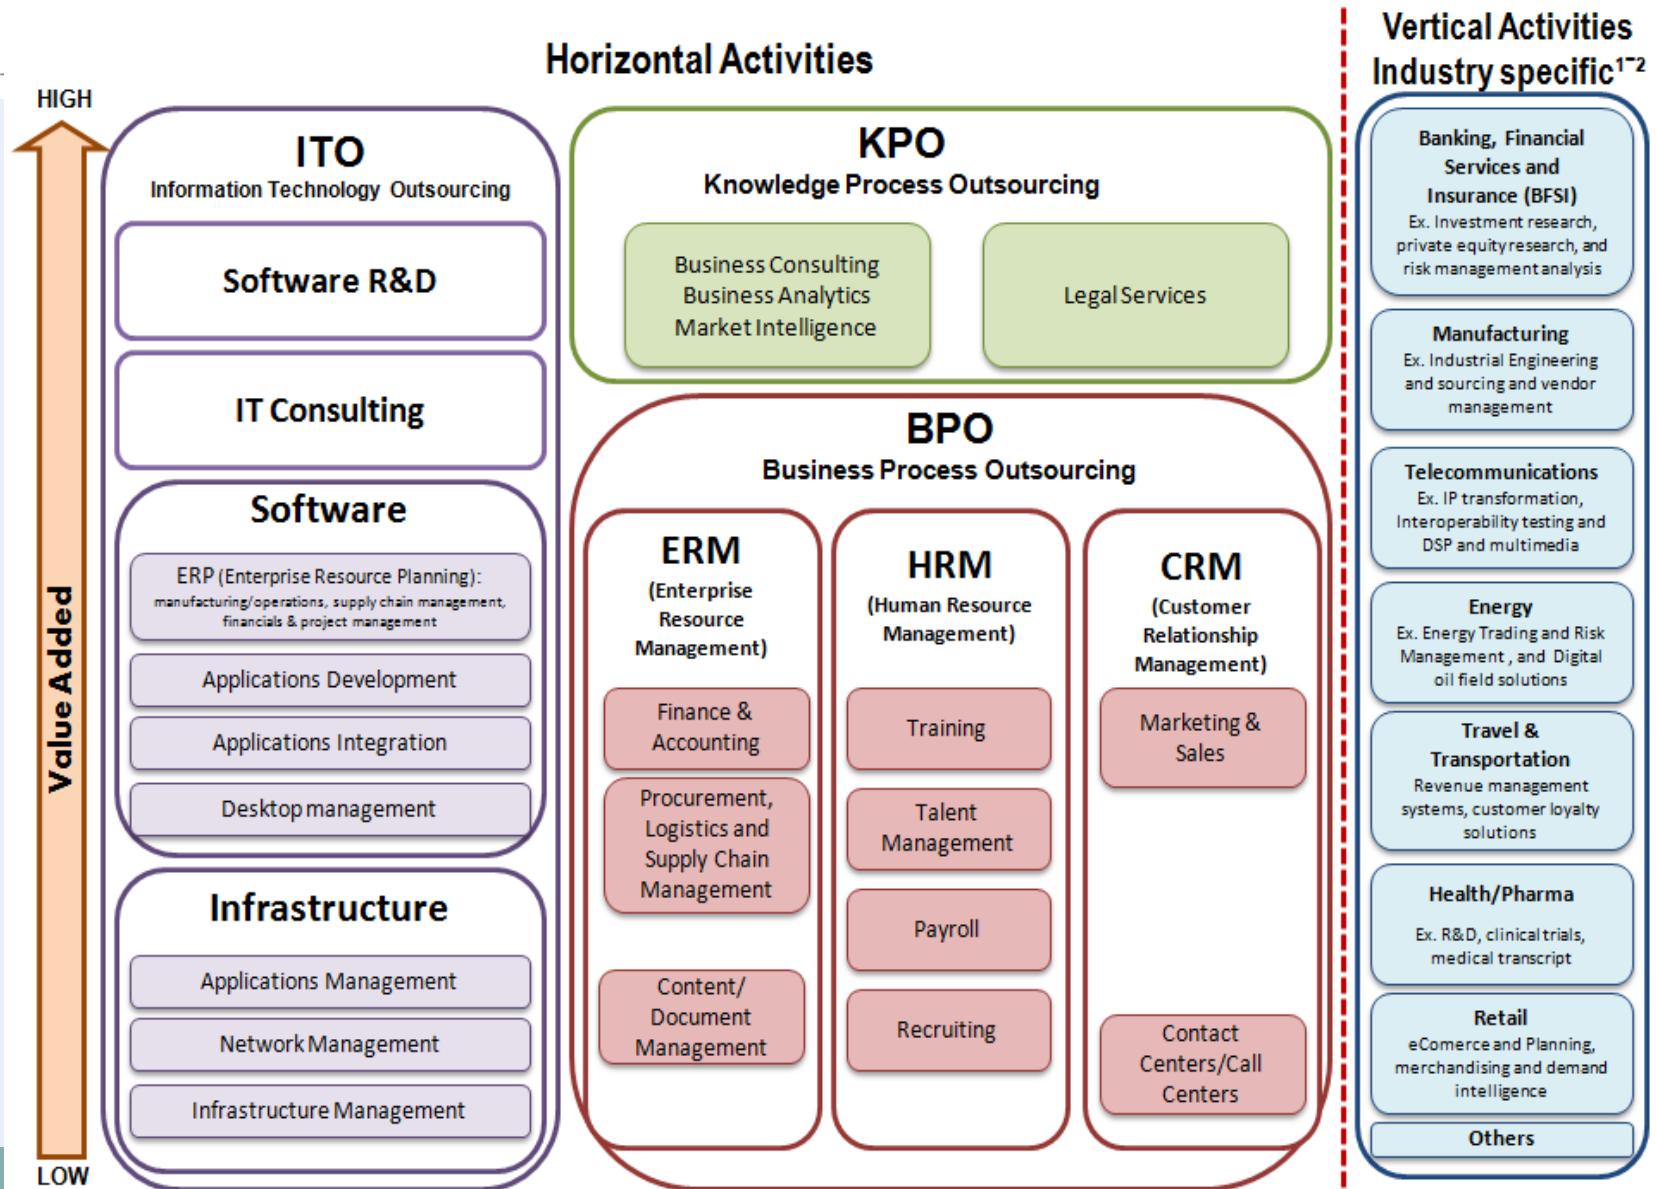 Horizontal Activities
Vertical Activities
Industry specific¹⁻²
HIGH
Value Added
LOW
ITO
Information Technology Outsourcing
Software R&D
IT Consulting
Software
ERP (Enterprise Resource Planning):
manufacturing/operations, supply chain management,
financials & project management
Applications Development
Applications Integration
Desktop management
Infrastructure
Applications Management
Network Management
Infrastructure Management
KPO
Knowledge Process Outsourcing
Business Consulting
Business Analytics
Market Intelligence
Legal Services
BPO
Business Process Outsourcing
ERM
(Enterprise
Resource
Management)
Finance &
Accounting
Procurement,
Logistics and
Supply Chain
Management
Content/
Document
Management
HRM
(Human Resource
Management)
Training
Talent
Management
Payroll
Recruiting
CRM
(Customer
Relationship
Management)
Marketing &
Sales
Contact
Centers/Call
Centers
Banking, Financial
Services and
Insurance (BFSI)
Ex. Investment research,
private equity research, and
risk management analysis
Manufacturing
Ex. Industrial Engineering
and sourcing and vendor
management
Telecommunications
Ex. IP transformation,
Interoperability testing and
DSP and multimedia
Energy
Ex. Energy Trading and Risk
Management , and Digital
oil field solutions
Travel &
Transportation
Revenue management
systems, customer loyalty
solutions
Health/Pharma
Ex. R&D, clinical trials,
medical transcript
Retail
eComerce and Planning,
merchandising and demand
intelligence
Others